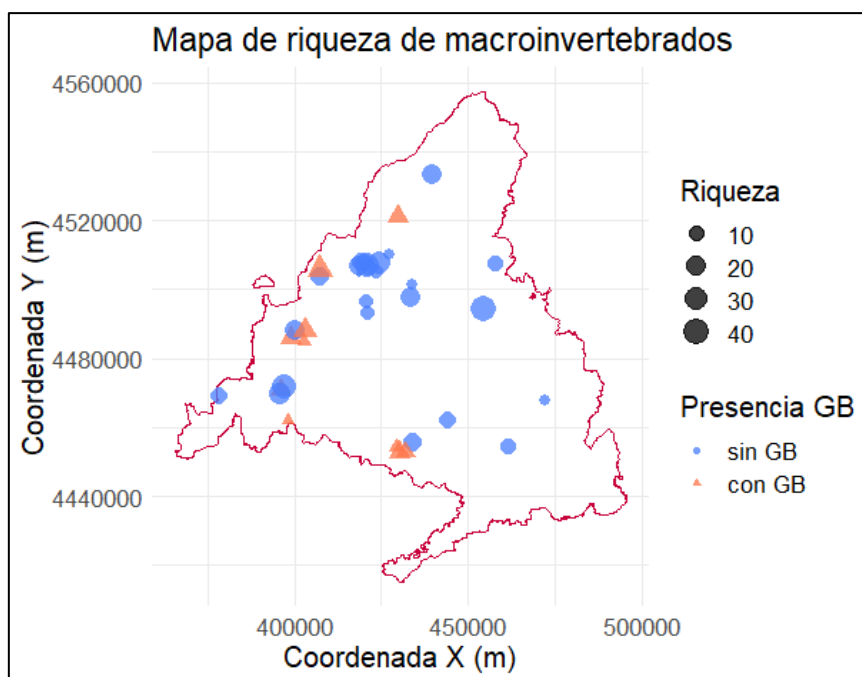 Mapa de riqueza de macroinvertebrados
4560000
4520000
4480000
4440000
Coordenada Y (m)
400000
450000
500000
Coordenada X (m)
Riqueza
10
20
30
40
Presencia GB
sin GB
con GB